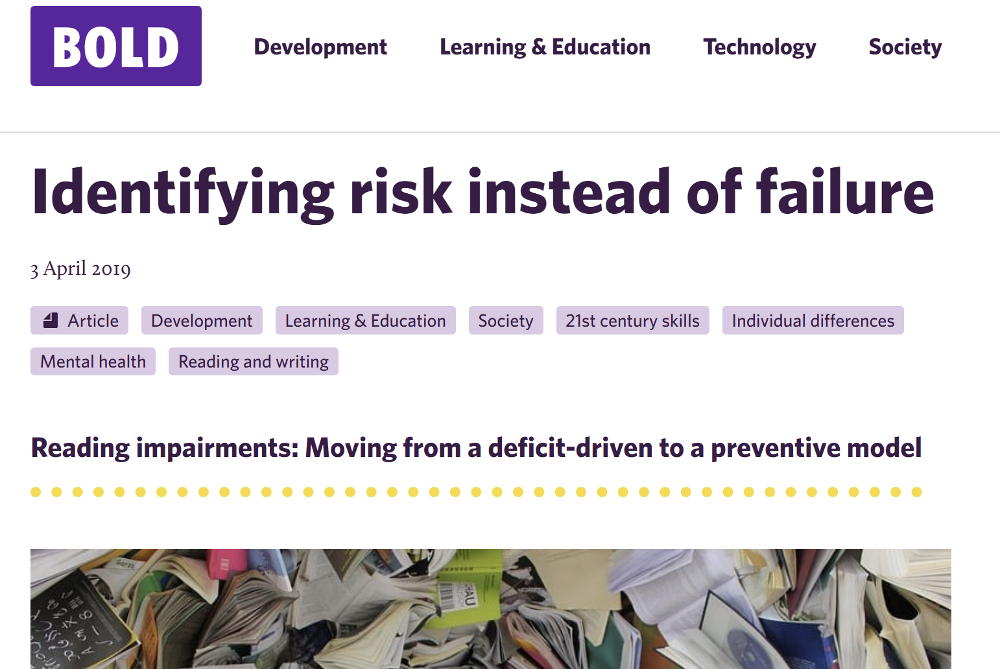 BOLD
Development
Learning & Education
Technology
Society
Identifying risk instead of failure
3 April 2019
Article
Development
Learning & Education
Society
21st century skills
Individual differences
Mental health
Reading and writing
Reading impairments: Moving from a deficit-driven to a preventive model